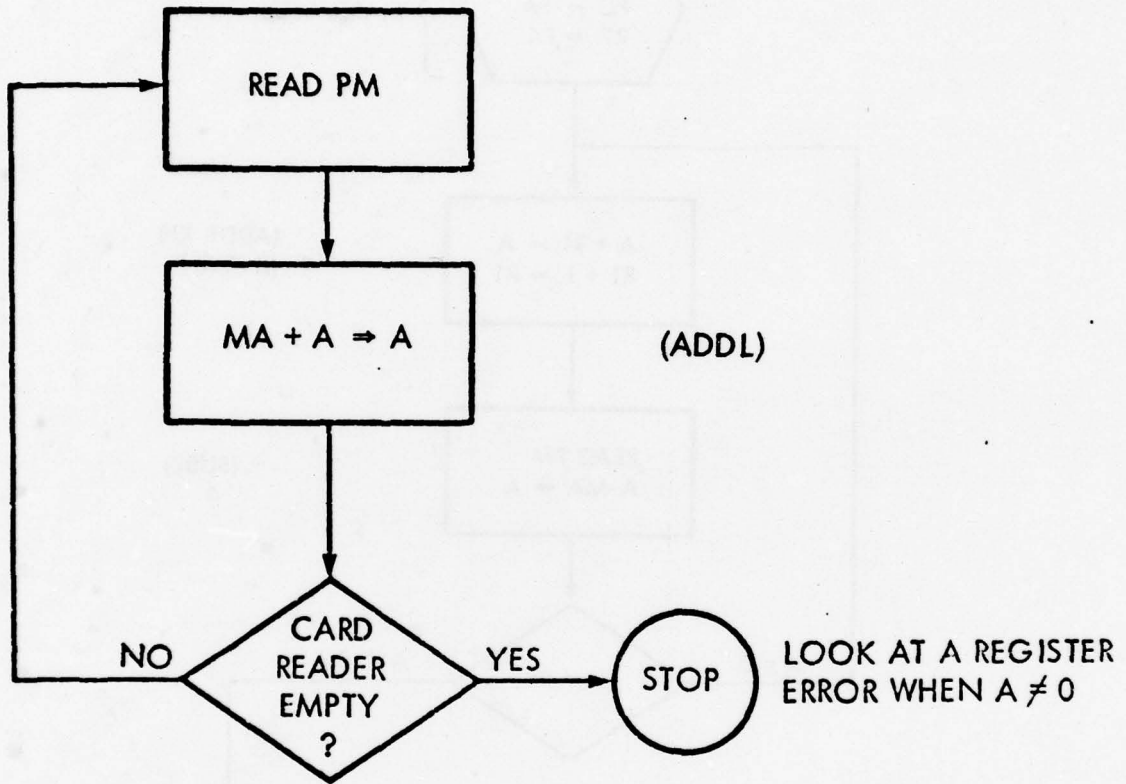 READ PM
MA + A ⇒ A
(ADDL)
CARD
READER
EMPTY
?
NO
YES
STOP
LOOK AT A REGISTER
ERROR WHEN A ≠ 0